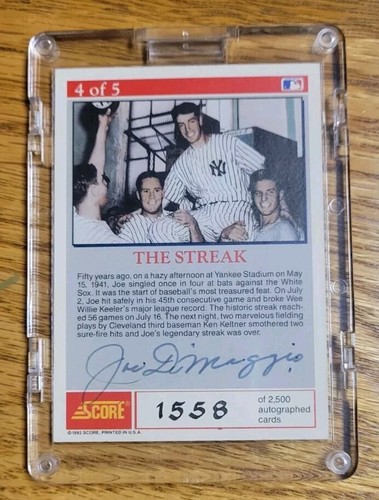 4 of 5
THE STREAK
Fifty years ago, on a hazy afternoon at Yankee Stadium on May
15, 1941, Joe singled once in four at bats against the White
Sox. It was the start of baseball's most treasured feat. On July
2, Joe hit safely in his 45th consecutive game and broke Wee
Willie Keeler's major league record. The historic streak reach-
ed 56 games on July 16. The next night, two marvelous fielding
plays by Cleveland third baseman Ken Keltner smothered two
sure-fire hits and Joe's legendary streak was over.
Joe DiMaggio
SCORE
1558
of 2,500
autographed
cards
© 1992 SCORE, PRINTED IN U.S.A.